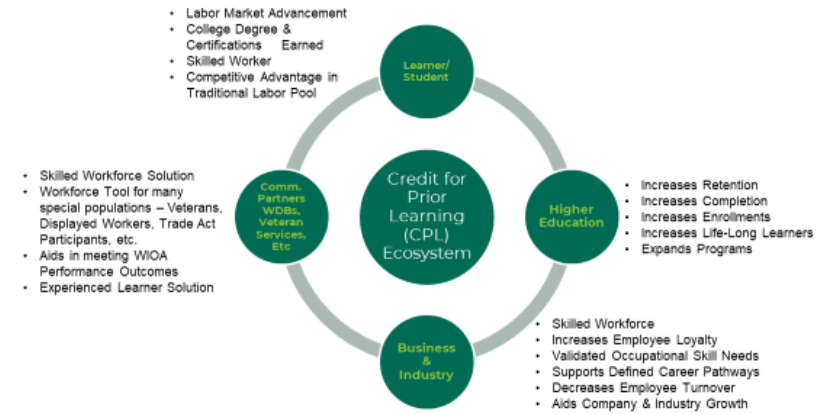 • Labor Market Advancement
• College Degree &
Certifications Earned
• Skilled Worker
• Competitive Advantage in
Traditional Labor Pool
Learner/
Student
• Skilled Workforce Solution
• Workforce Tool for many
special populations – Veterans,
Displayed Workers, Trade Act
Participants, etc.
• Aids in meeting WIOA
Performance Outcomes
• Experienced Learner Solution
Comm.
Partners
WDBs,
Veteran
Services,
Etc
Credit for
Prior
Learning
(CPL)
Ecosystem
Higher
Education
• Increases Retention
• Increases Completion
• Increases Enrollments
• Increases Life-Long Learners
• Expands Programs
Business
&
Industry
• Skilled Workforce
• Increases Employee Loyalty
• Validated Occupational Skill Needs
• Supports Defined Career Pathways
• Decreases Employee Turnover
• Aids Company & Industry Growth